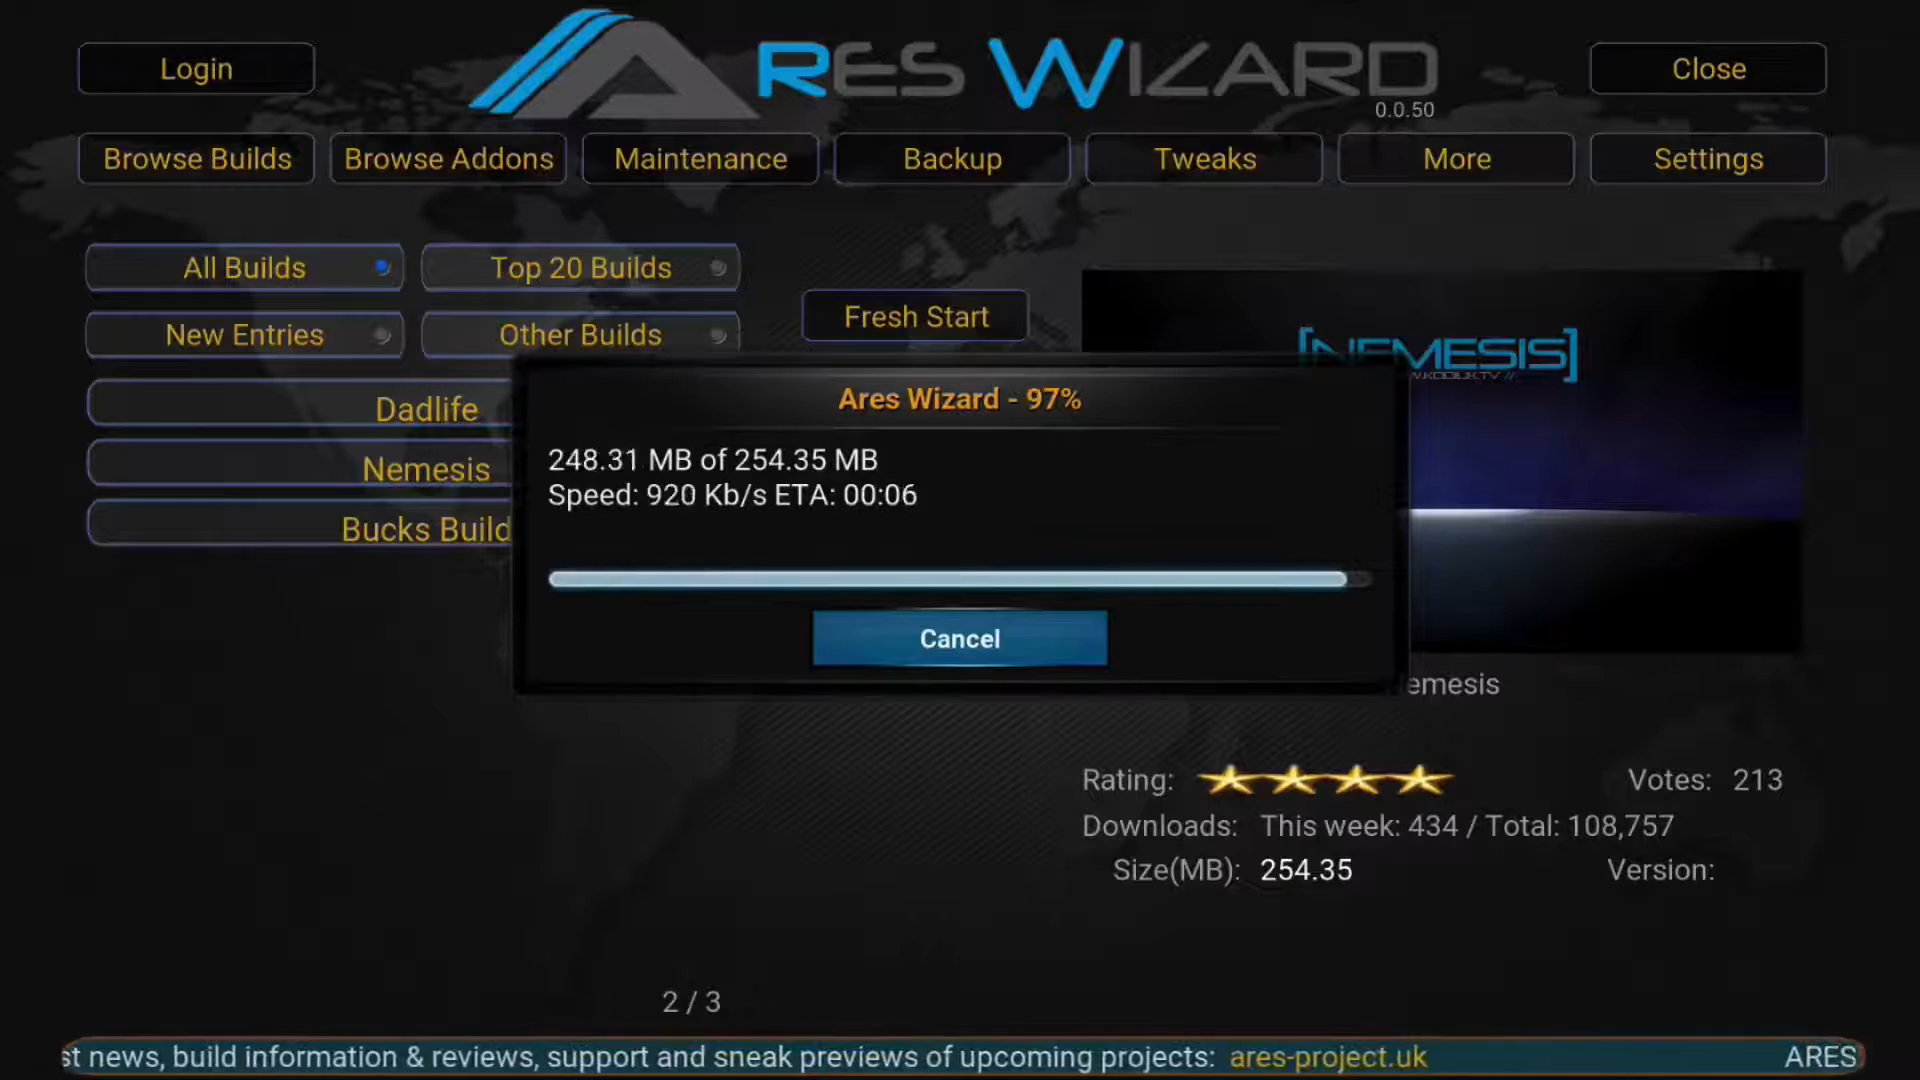 Login
ARES WIZARD
0.0.50
Close
Browse Builds
Browse Addons
Maintenance
Backup
Tweaks
More
Settings
All Builds
Top 20 Builds
New Entries
Other Builds
Fresh Start
[NEMESIS]
Dadlife
Nemesis
Bucks Build
Ares Wizard - 97%
248.31 MB of 254.35 MB
Speed: 920 Kb/s ETA: 00:06
Cancel
emesis
Rating:
Votes: 213
Downloads: This week: 434 / Total: 108,757
Size(MB): 254.35
Version:
2 / 3
st news, build information & reviews, support and sneak previews of upcoming projects: ares-project.uk
ARES